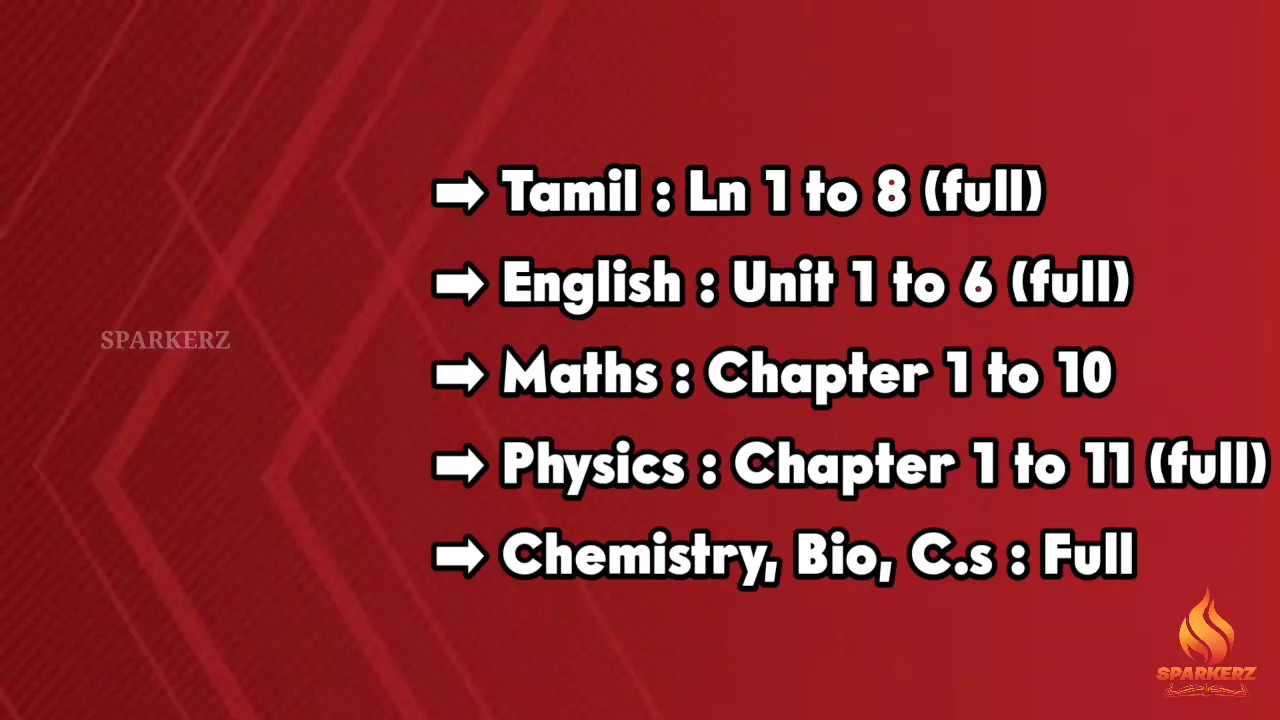 ➡ Tamil : Ln 1 to 8 (full)
➡ English : Unit 1 to 6 (full)
SPARKERZ
➡ Maths : Chapter 1 to 10
➡ Physics : Chapter 1 to 11 (full)
➡ Chemistry, Bio, C.s : Full
SPARKERZ